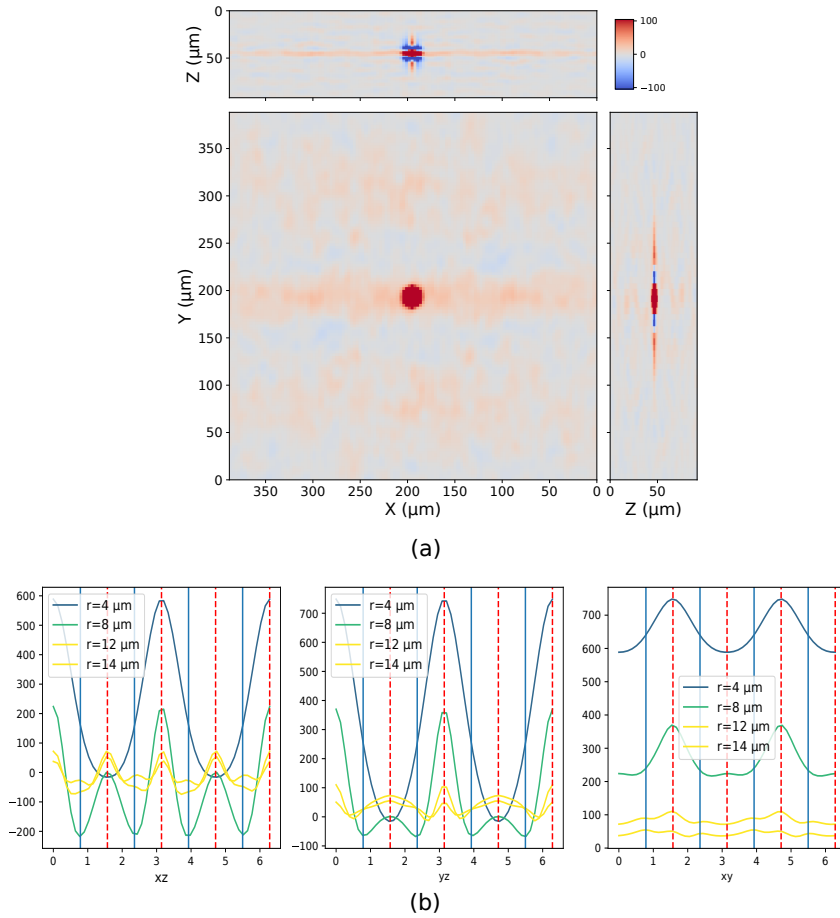 0
50
Z (µm)
100
0
−100
350
300
250
200
150
100
50
0
Y (µm)
350 300 250 200 150 100 50 0
X (µm)
50
Z (µm)
(a)
600
500
400
300
200
100
0
−100
−200
r=4 µm
r=8 µm
r=12 µm
r=14 µm
0 1 2 3 4 5 6
xz
700
600
500
400
300
200
100
0
−100
r=4 µm
r=8 µm
r=12 µm
r=14 µm
0 1 2 3 4 5 6
yz
700
600
500
400
300
200
100
0
r=4 µm
r=8 µm
r=12 µm
r=14 µm
0 1 2 3 4 5 6
xy
(b)